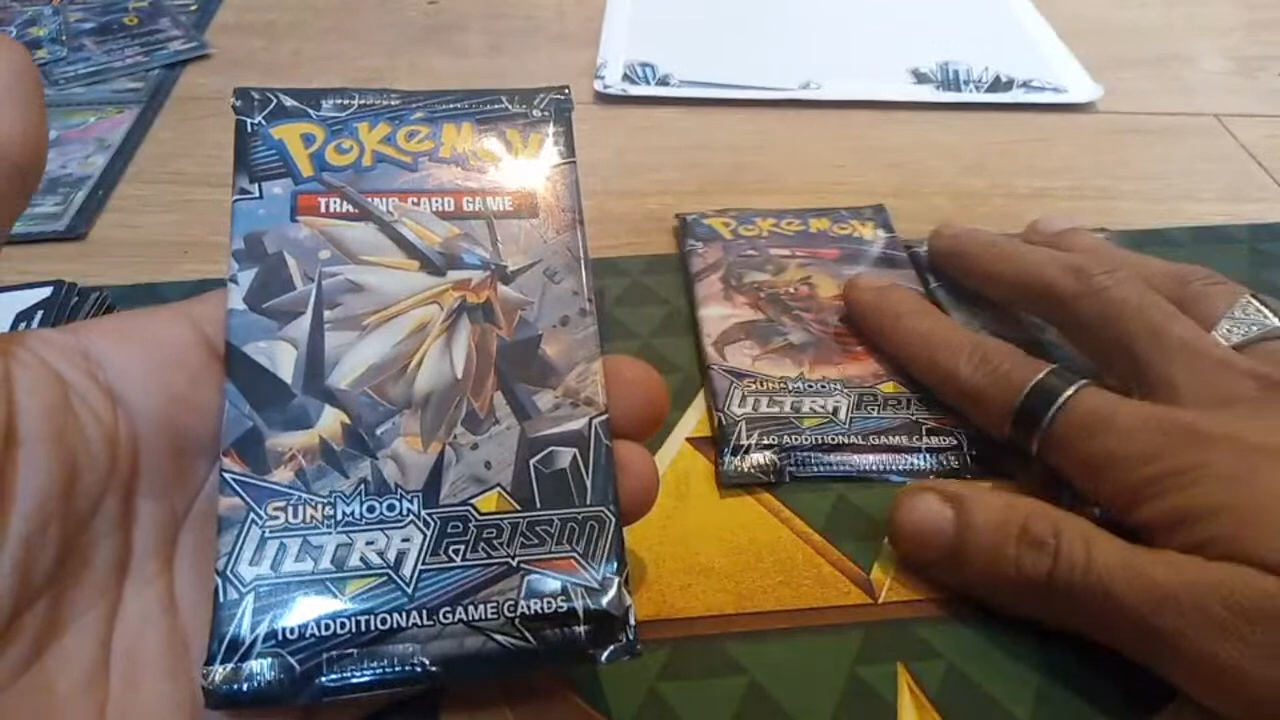 POKÉMON
TRADING CARD GAME
SUN & MOON
ULTRA PRISM
10 ADDITIONAL GAME CARDS
POKÉMON
SUN & MOON
ULTRA PRISM
10 ADDITIONAL GAME CARDS